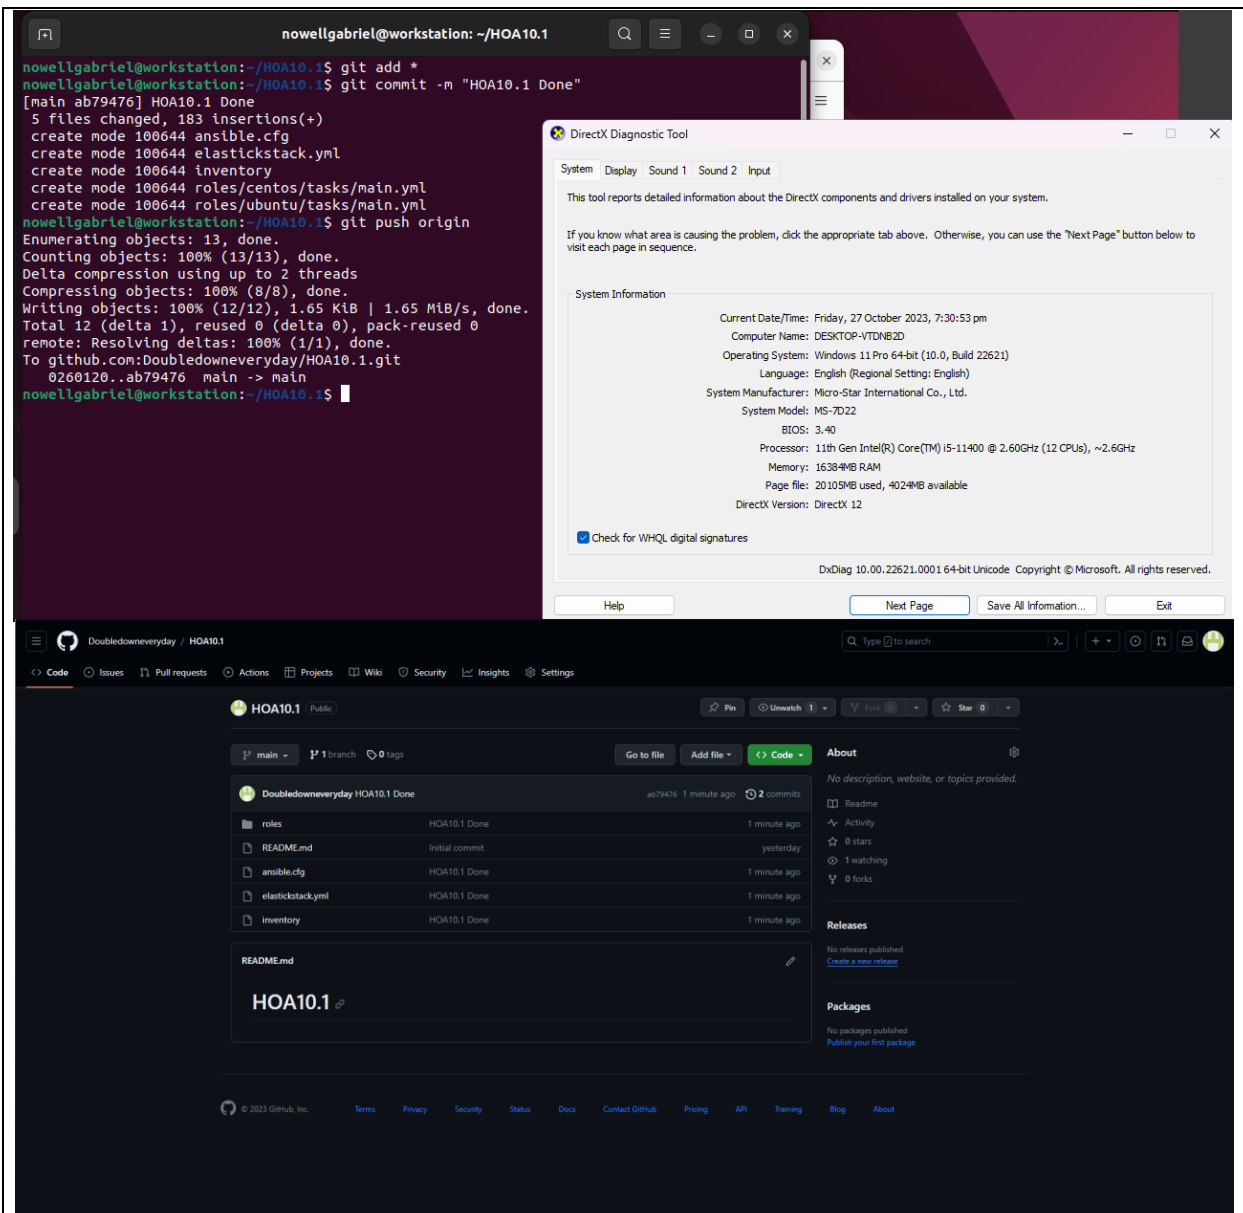 nowellgabriel@workstation: ~/HOA10.1
nowellgabriel@workstation:~/HOA10.1$ git add *
nowellgabriel@workstation:~/HOA10.1$ git commit -m "HOA10.1 Done"
[main ab79476] HOA10.1 Done
5 files changed, 183 insertions(+)
create mode 100644 ansible.cfg
create mode 100644 elastickstack.yml
create mode 100644 inventory
create mode 100644 roles/centos/tasks/main.yml
create mode 100644 roles/ubuntu/tasks/main.yml
nowellgabriel@workstation:~/HOA10.1$ git push origin
Enumerating objects: 13, done.
Counting objects: 100% (13/13), done.
Delta compression using up to 2 threads
Compressing objects: 100% (8/8), done.
Writing objects: 100% (12/12), 1.65 KiB | 1.65 MiB/s, done.
Total 12 (delta 1), reused 0 (delta 0), pack-reused 0
remote: Resolving deltas: 100% (1/1), done.
To github.com:Doubledowneveryday/HOA10.1.git
0260120..ab79476  main -> main
nowellgabriel@workstation:~/HOA10.1$
DirectX Diagnostic Tool
System Display Sound 1 Sound 2 Input
This tool reports detailed information about the DirectX components and drivers installed on your system.
If you know what area is causing the problem, click the appropriate tab above.  Otherwise, you can use the "Next Page" button below to
visit each page in sequence.
System Information
Current Date/Time: Friday, 27 October 2023, 7:30:53 pm
Computer Name: DESKTOP-VTDNB2D
Operating System: Windows 11 Pro 64-bit (10.0, Build 22621)
Language: English (Regional Setting: English)
System Manufacturer: Micro-Star International Co., Ltd.
System Model: MS-7D22
BIOS: 3.40
Processor: 11th Gen Intel(R) Core(TM) i5-11400 @ 2.60GHz (12 CPUs), ~2.6GHz
Memory: 16384MB RAM
Page file: 20105MB used, 4024MB available
DirectX Version: DirectX 12
Check for WHQL digital signatures
DxDiag 10.00.22621.0001 64-bit Unicode  Copyright © Microsoft. All rights reserved.
Help Next Page Save All Information... Exit
Doubledowneveryday / HOA10.1 Type / to search
Code Issues Pull requests Actions Projects Wiki Security Insights Settings
HOA10.1 Public Pin Unwatch 1 Fork 0 Star 0
main 1 branch 0 tags Go to file Add file Code
Doubledowneveryday HOA10.1 Done ab79476 1 minute ago 2 commits
roles HOA10.1 Done 1 minute ago
README.md Initial commit yesterday
ansible.cfg HOA10.1 Done 1 minute ago
elastickstack.yml HOA10.1 Done 1 minute ago
inventory HOA10.1 Done 1 minute ago
README.md
HOA10.1
About
No description, website, or topics provided.
Readme
Activity
0 stars
1 watching
0 forks
Releases
No releases published
Create a new release
Packages
No packages published
Publish your first package
© 2023 GitHub, Inc. Terms Privacy Security Status Docs Contact GitHub Pricing API Training Blog About